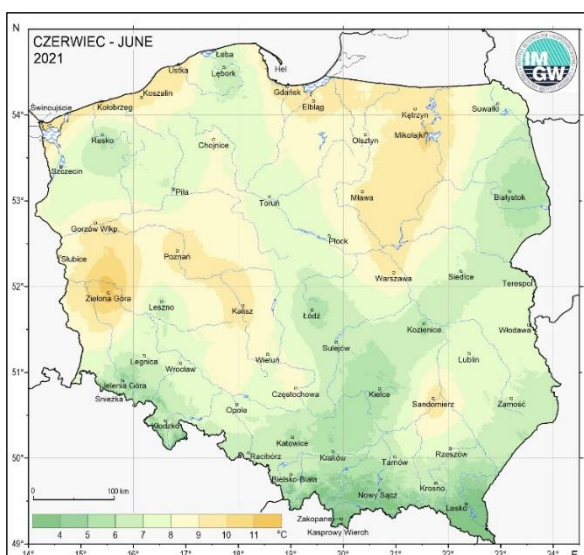 CZERWIEC - JUNE
2021
IMGW
N
Łeba
Ustka
Lębork
Hel
Koszalin
Gdańsk
Elbląg
Kętrzyn
Suwałki
54°
Świnoujście
Kołobrzeg
Resko
Chojnice
Olsztyn
Mikołajki
Szczecin
Piła
Toruń
Mława
Białystok
53°
Gorzów Wlkp.
Płock
Słubice
Poznań
Warszawa
Siedlce
Terespol
52°
Zielona Góra
Leszno
Kalisz
Łódź
Kozienice
Włodawa
Sulejów
Legnica
Wrocław
Wieluń
Lublin
51°
Jelenia Góra
Śnieżka
Częstochowa
Kielce
Sandomierz
Zamość
Opole
Kłodzko
Katowice
Kraków
Tarnów
Rzeszów
50°
Racibórz
Bielsko-Biała
Nowy Sącz
Krosno
Lesko
0 100 km
Zakopane
Kasprowy Wierch
4 5 6 7 8 9 10 11 °C
49°
14° 15° 16° 17° 18° 19° 20° 21° 22° 23° 24° E